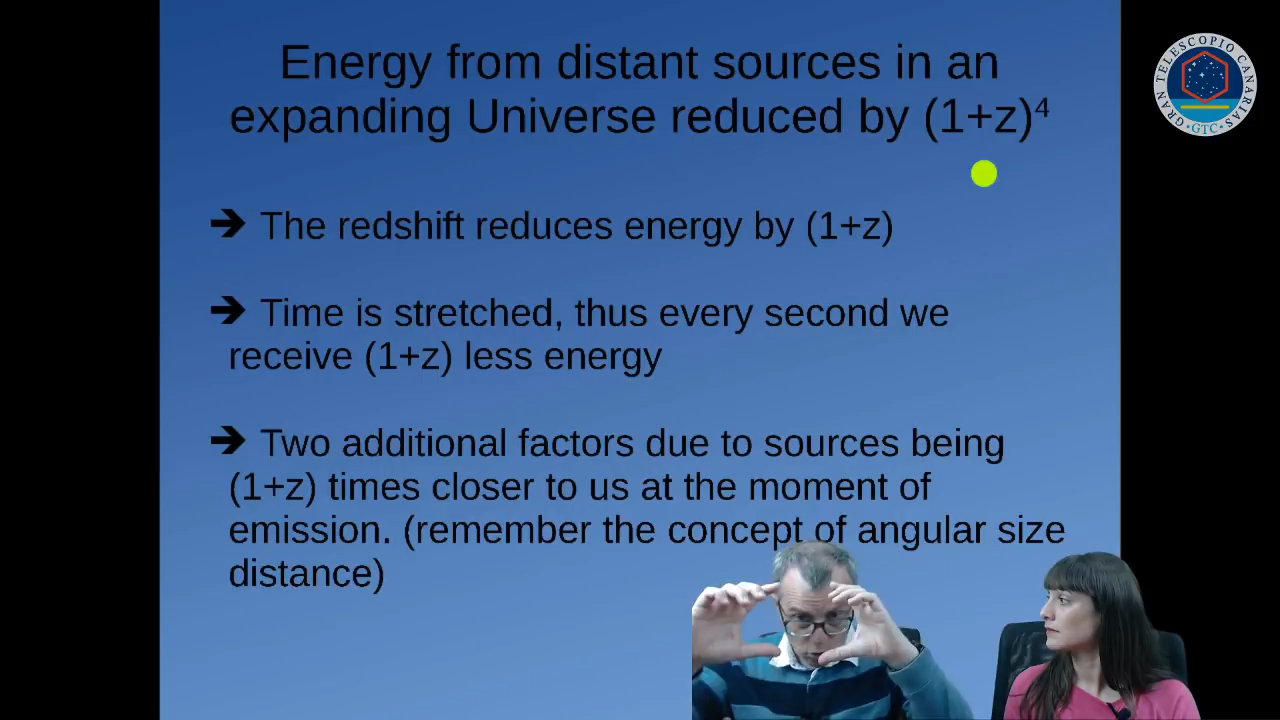 Energy from distant sources in an
expanding Universe reduced by (1+z)⁴
GRAN TELESCOPIO CANARIAS
• GTC •
➔ The redshift reduces energy by (1+z)
➔ Time is stretched, thus every second we
receive (1+z) less energy
➔ Two additional factors due to sources being
(1+z) times closer to us at the moment of
emission. (remember the concept of angular size
distance)